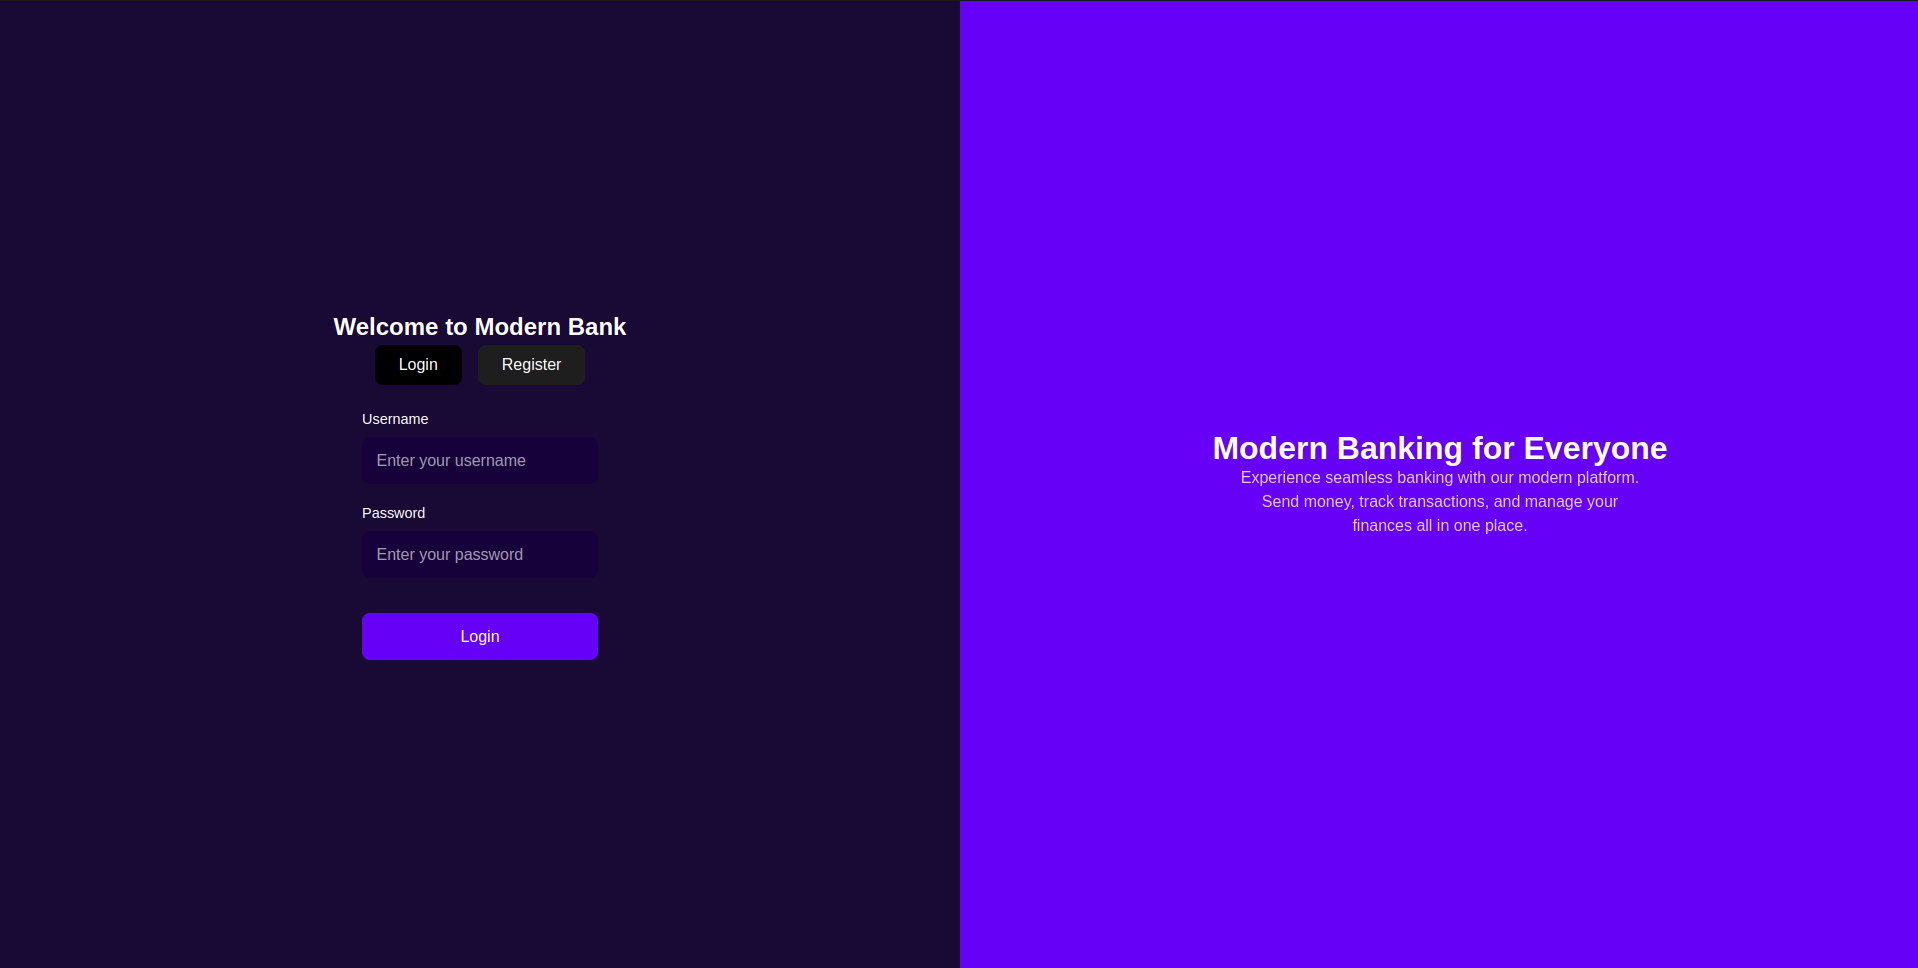 Welcome to Modern Bank
Login
Register
Username
Enter your username
Password
Enter your password
Login
Modern Banking for Everyone
Experience seamless banking with our modern platform.
Send money, track transactions, and manage your
finances all in one place.